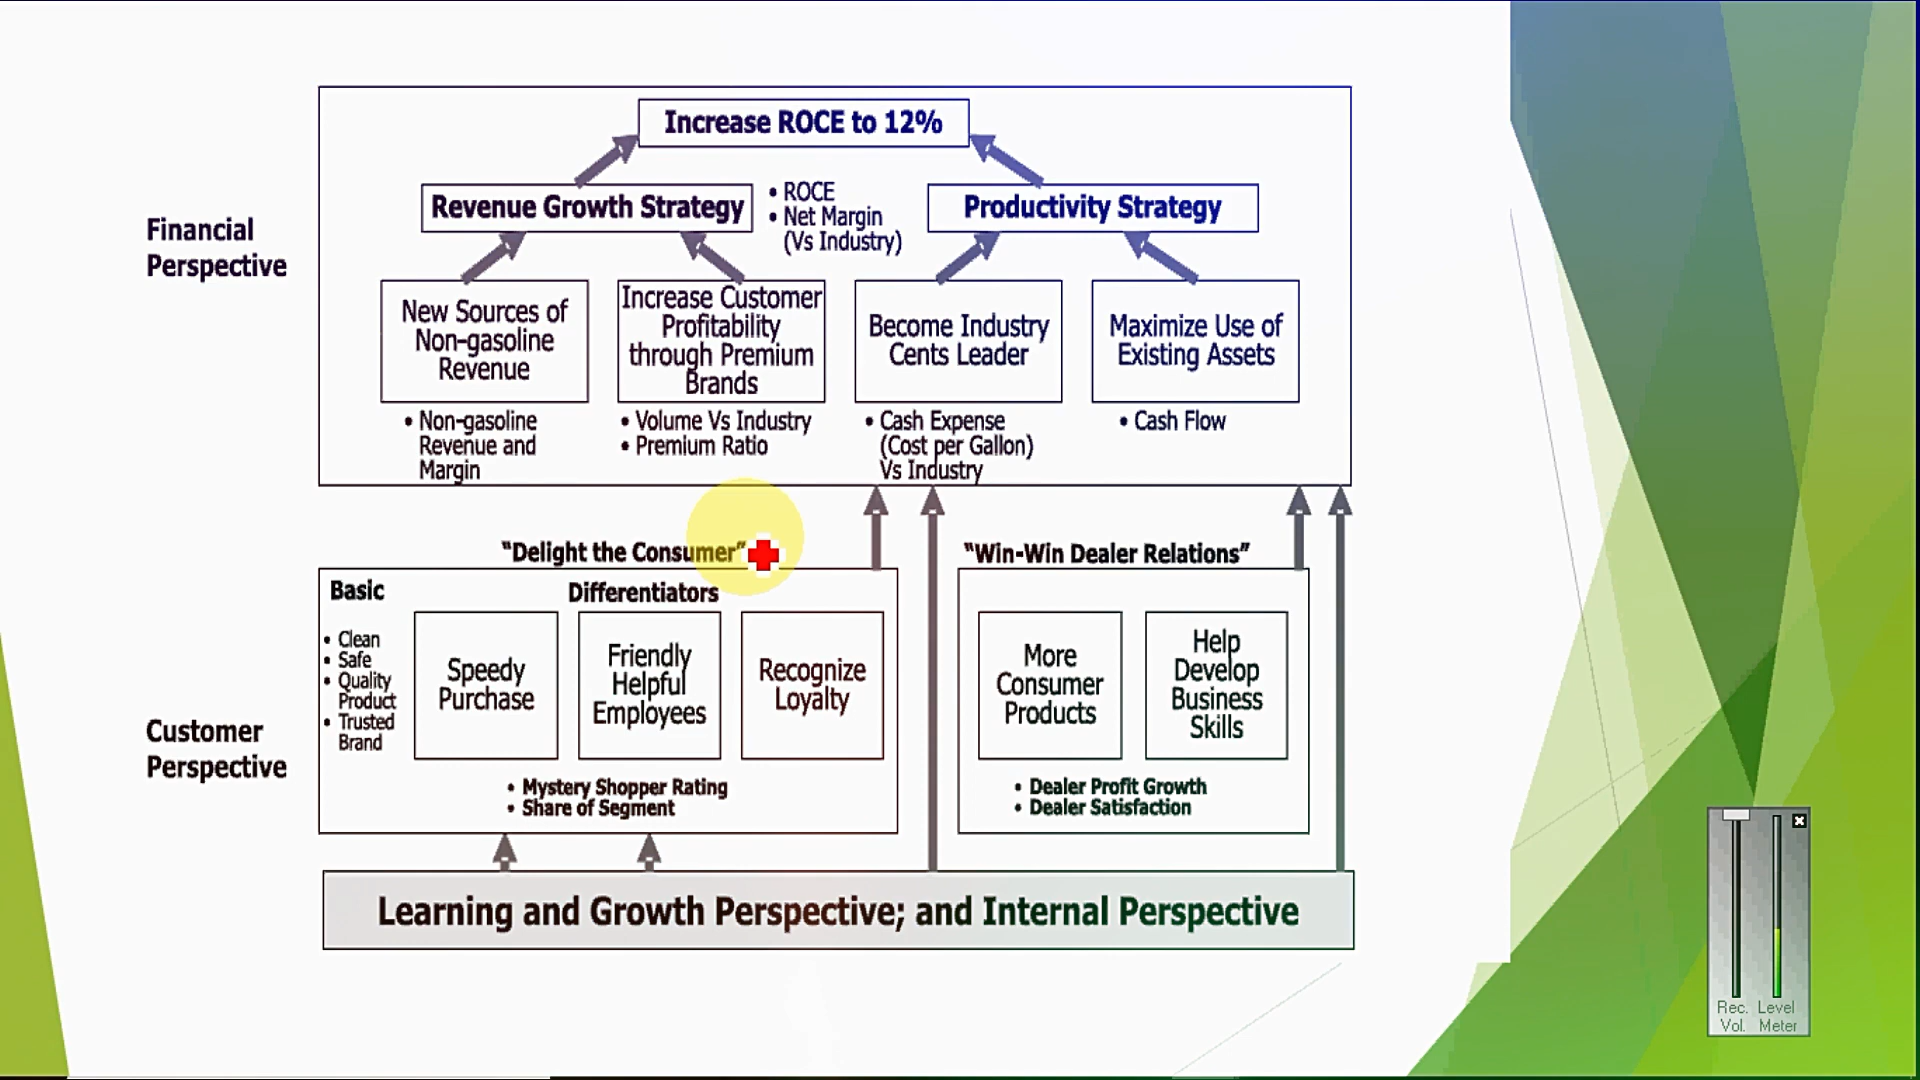 Increase ROCE to 12%
Revenue Growth Strategy
• ROCE
• Net Margin
(Vs Industry)
Productivity Strategy
Financial
Perspective
New Sources of
Non-gasoline
Revenue
Increase Customer
Profitability
through Premium
Brands
Become Industry
Cents Leader
Maximize Use of
Existing Assets
• Non-gasoline
Revenue and
Margin
• Volume Vs Industry
• Premium Ratio
• Cash Expense
(Cost per Gallon)
Vs Industry
• Cash Flow
"Delight the Consumer"
"Win-Win Dealer Relations"
Basic
Differentiators
• Clean
• Safe
• Quality
Product
• Trusted
Brand
Speedy
Purchase
Friendly
Helpful
Employees
Recognize
Loyalty
More
Consumer
Products
Help
Develop
Business
Skills
Customer
Perspective
• Mystery Shopper Rating
• Share of Segment
• Dealer Profit Growth
• Dealer Satisfaction
Learning and Growth Perspective; and Internal Perspective
Rec. Level
Vol. Meter